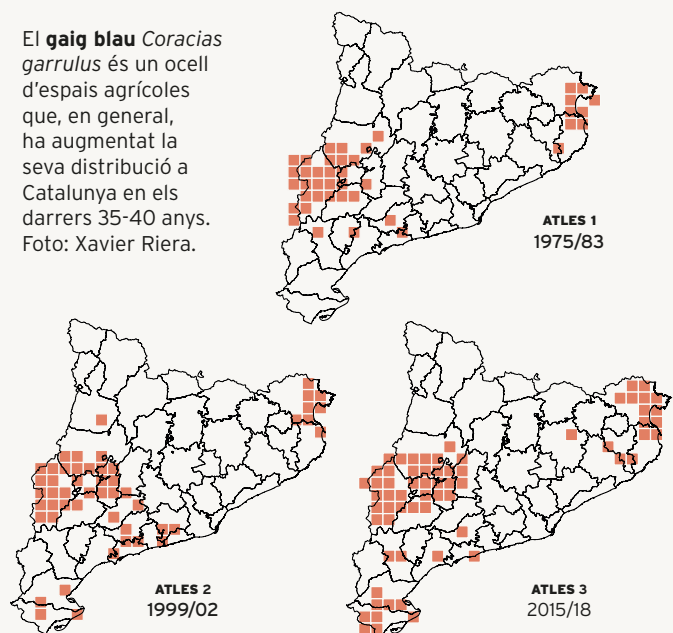 El gaig blau Coracias
garrulus és un ocell
d'espais agrícoles
que, en general,
ha augmentat la
seva distribució a
Catalunya en els
darrers 35-40 anys.
Foto: Xavier Riera.
ATLES 1
1975/83
ATLES 2
1999/02
ATLES 3
2015/18